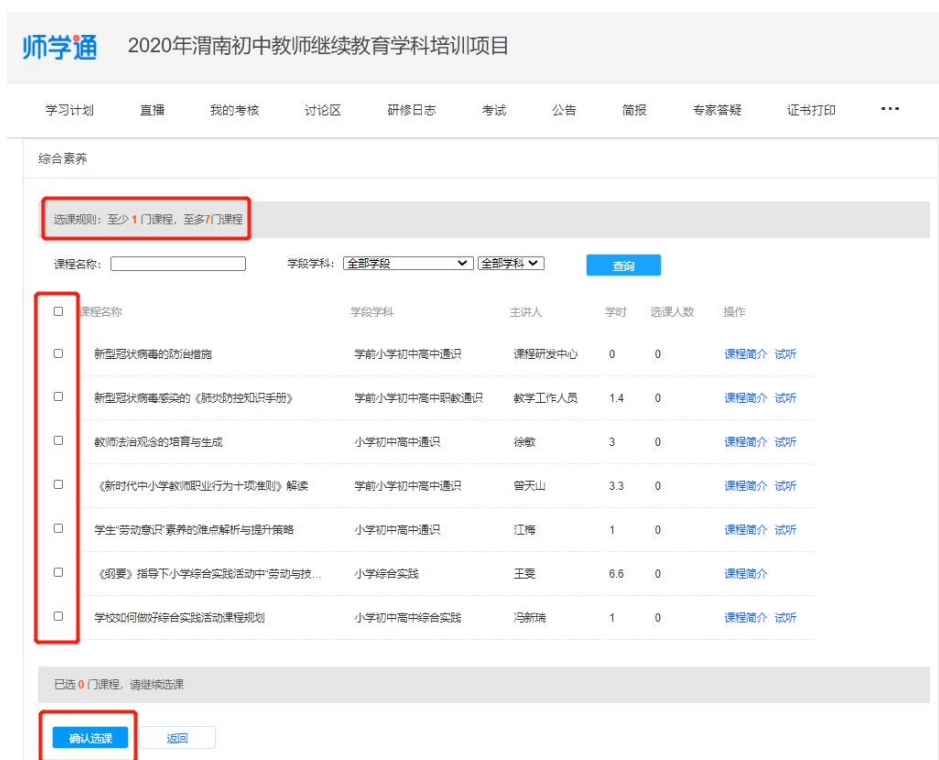 师学通 2020年渭南初中教师继续教育学科培训项目
学习计划 直播 我的考核 讨论区 研修日志 考试 公告 简报 专家答疑 证书打印 •••
综合素养
选课规则：至少 1 门课程，至多7门课程
课程名称： 学段学科： 全部学段 全部学科 查询
课程名称 学段学科 主讲人 学时 选课人数 操作
新型冠状病毒的防治措施 学前小学初中高中通识 课程研发中心 0 0 课程简介 试听
新型冠状病毒感染的《肺炎防控知识手册》 学前小学初中高中职教通识 教学工作人员 1.4 0 课程简介 试听
教师法治观念的培育与生成 小学初中高中通识 徐敏 3 0 课程简介 试听
《新时代中小学教师职业行为十项准则》解读 学前小学初中高中通识 曾天山 3.3 0 课程简介 试听
学生“劳动意识”素养的难点解析与提升策略 小学初中高中通识 江梅 1 0 课程简介 试听
《纲要》指导下小学综合实践活动中“劳动与技... 小学综合实践 王雯 6.6 0 课程简介
学校如何做好综合实践活动课程规划 小学初中高中综合实践 冯新瑞 1 0 课程简介 试听
已选 0 门课程，请继续选课
确认选课 返回